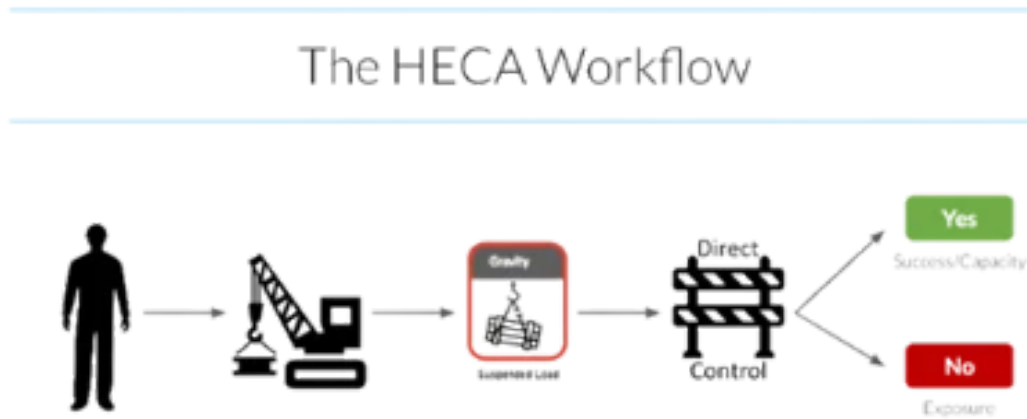 The HECA Workflow
Gravity
Suspended Load
Direct
Control
Yes
Success/Capacity
No
Exposure